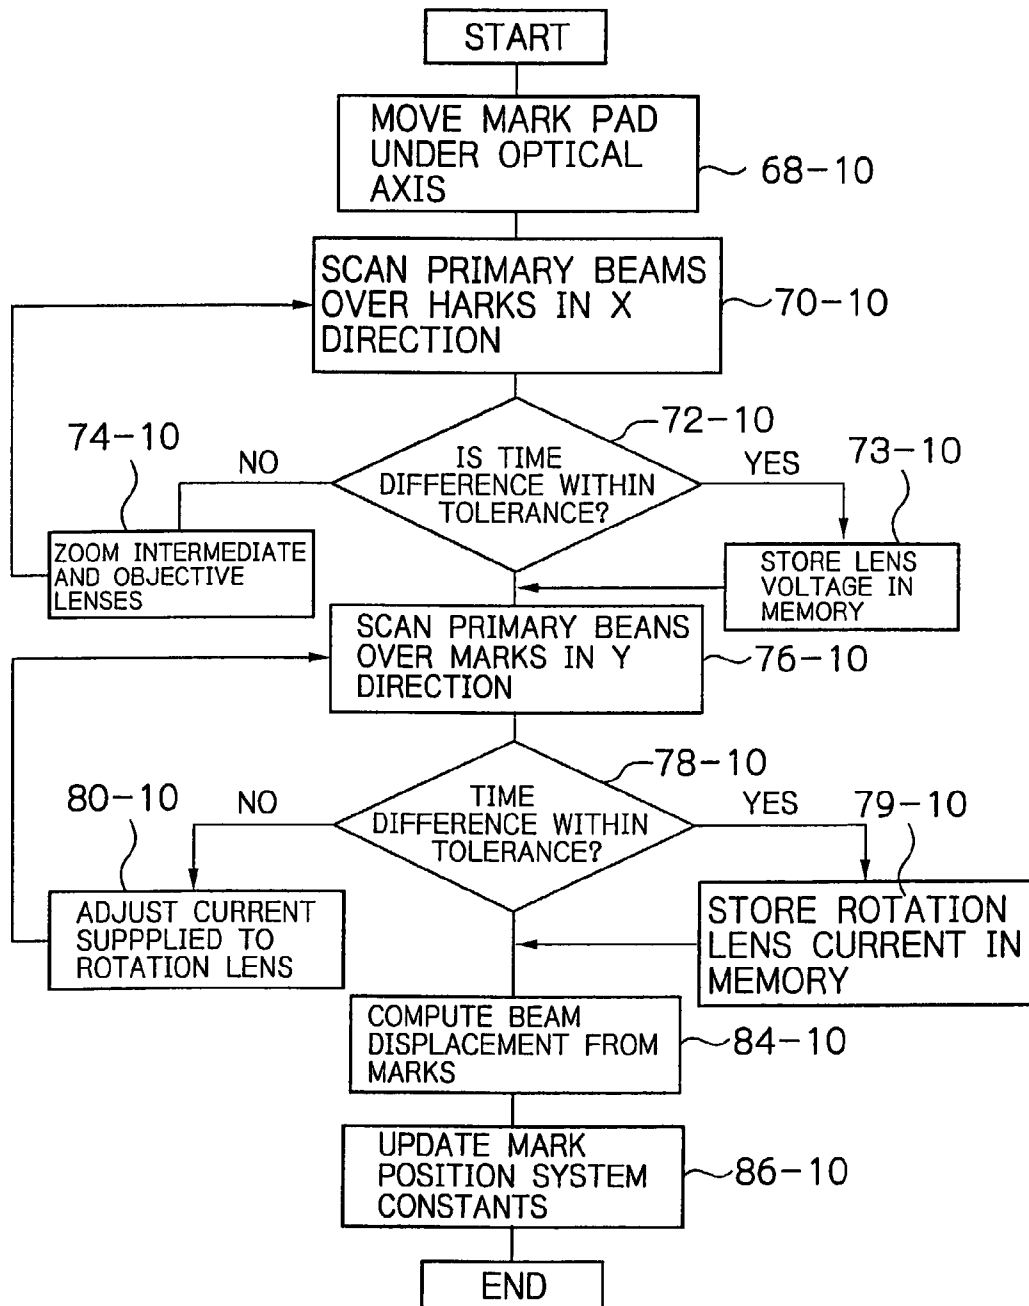 START
MOVE MARK PAD
UNDER OPTICAL
AXIS
68-10
SCAN PRIMARY BEAMS
OVER HARKS IN X
DIRECTION
70-10
72-10
IS TIME
DIFFERENCE WITHIN
TOLERANCE?
NO
YES
74-10
ZOOM INTERMEDIATE
AND OBJECTIVE
LENSES
73-10
STORE LENS
VOLTAGE IN
MEMORY
SCAN PRIMARY BEANS
OVER MARKS IN Y
DIRECTION
76-10
78-10
TIME
DIFFERENCE WITHIN
TOLERANCE?
NO
YES
80-10
ADJUST CURRENT
SUPPPLIED TO
ROTATION LENS
79-10
STORE ROTATION
LENS CURRENT IN
MEMORY
COMPUTE BEAM
DISPLACEMENT FROM
MARKS
84-10
UPDATE MARK
POSITION SYSTEM
CONSTANTS
86-10
END